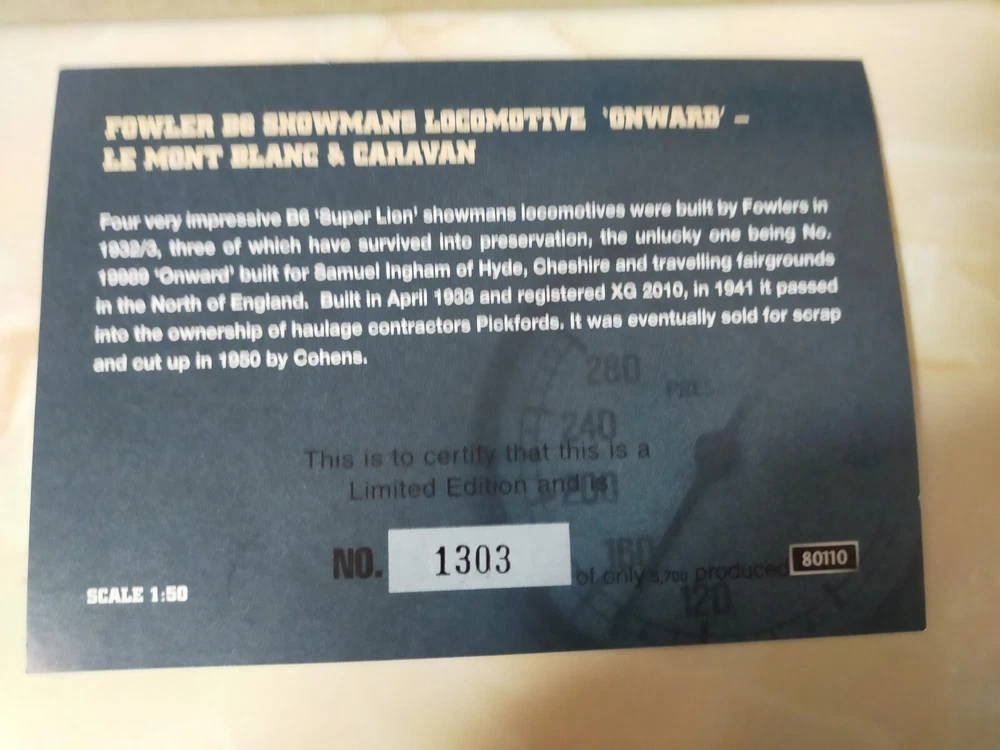 FOWLER B6 SHOWMANS LOCOMOTIVE 'ONWARD' –
LE MONT BLANC & CARAVAN
Four very impressive B6 'Super Lion' showmans locomotives were built by Fowlers in
1932/3, three of which have survived into preservation, the unlucky one being No.
19989 'Onward' built for Samuel Ingham of Hyde, Cheshire and travelling fairgrounds
in the North of England. Built in April 1933 and registered XG 2010, in 1941 it passed
into the ownership of haulage contractors Pickfords. It was eventually sold for scrap
and cut up in 1950 by Cohens.
280
240
This is to certify that this is a
Limited Edition and is
200
160
NO. 1303 of only 3,700 produced
80110
120
SCALE 1:50